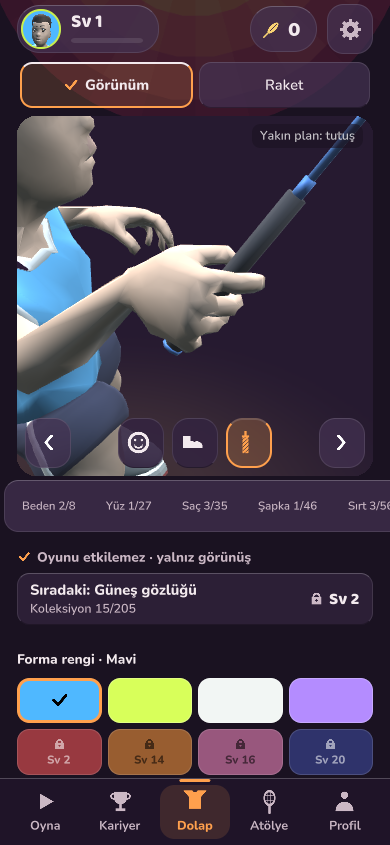 Sv 1
0
Görünüm
Raket
Yakın plan: tutuş
Beden 2/8
Yüz 1/27
Saç 3/35
Şapka 1/46
Sırt 3/56
Oyunu etkilemez · yalnız görünüş
Sıradaki: Güneş gözlüğü
Koleksiyon 15/205
Sv 2
Forma rengi · Mavi
Sv 2
Sv 14
Sv 16
Sv 20
Oyna
Kariyer
Dolap
Atölye
Profil